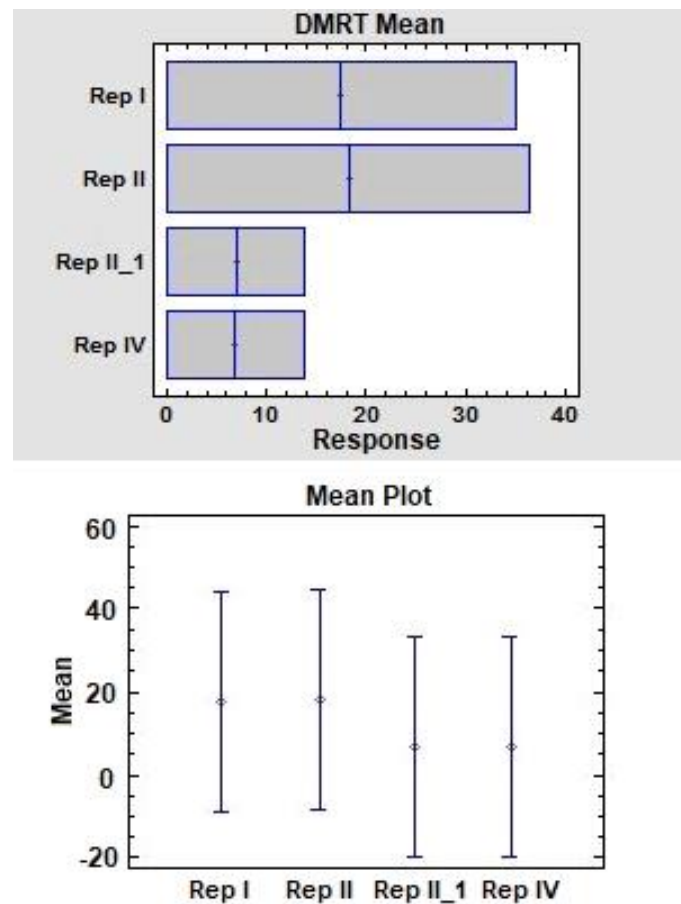 DMRT Mean
Rep I
Rep II
Rep II_1
Rep IV
0 10 20 30 40
Response
Mean Plot
60
40
20
0
-20
Mean
Rep I Rep II Rep II_1 Rep IV